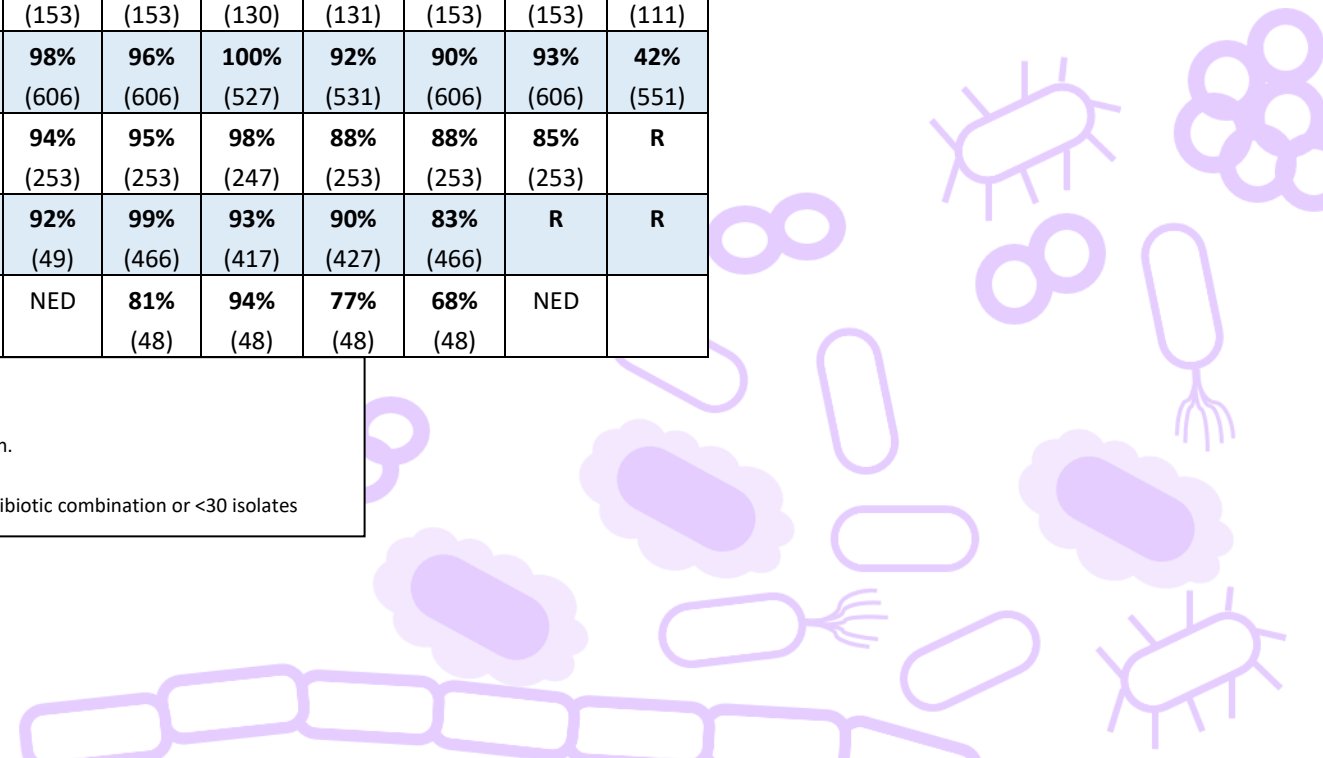 (153) (153) (130) (131) (153) (153) (111)
98% 96% 100% 92% 90% 93% 42%
(606) (606) (527) (531) (606) (606) (551)
94% 95% 98% 88% 88% 85% R
(253) (253) (247) (253) (253) (253)
92% 99% 93% 90% 83% R R
(49) (466) (417) (427) (466)
NED 81% 94% 77% 68% NED
(48) (48) (48) (48)
n.
ibiotic combination or <30 isolates